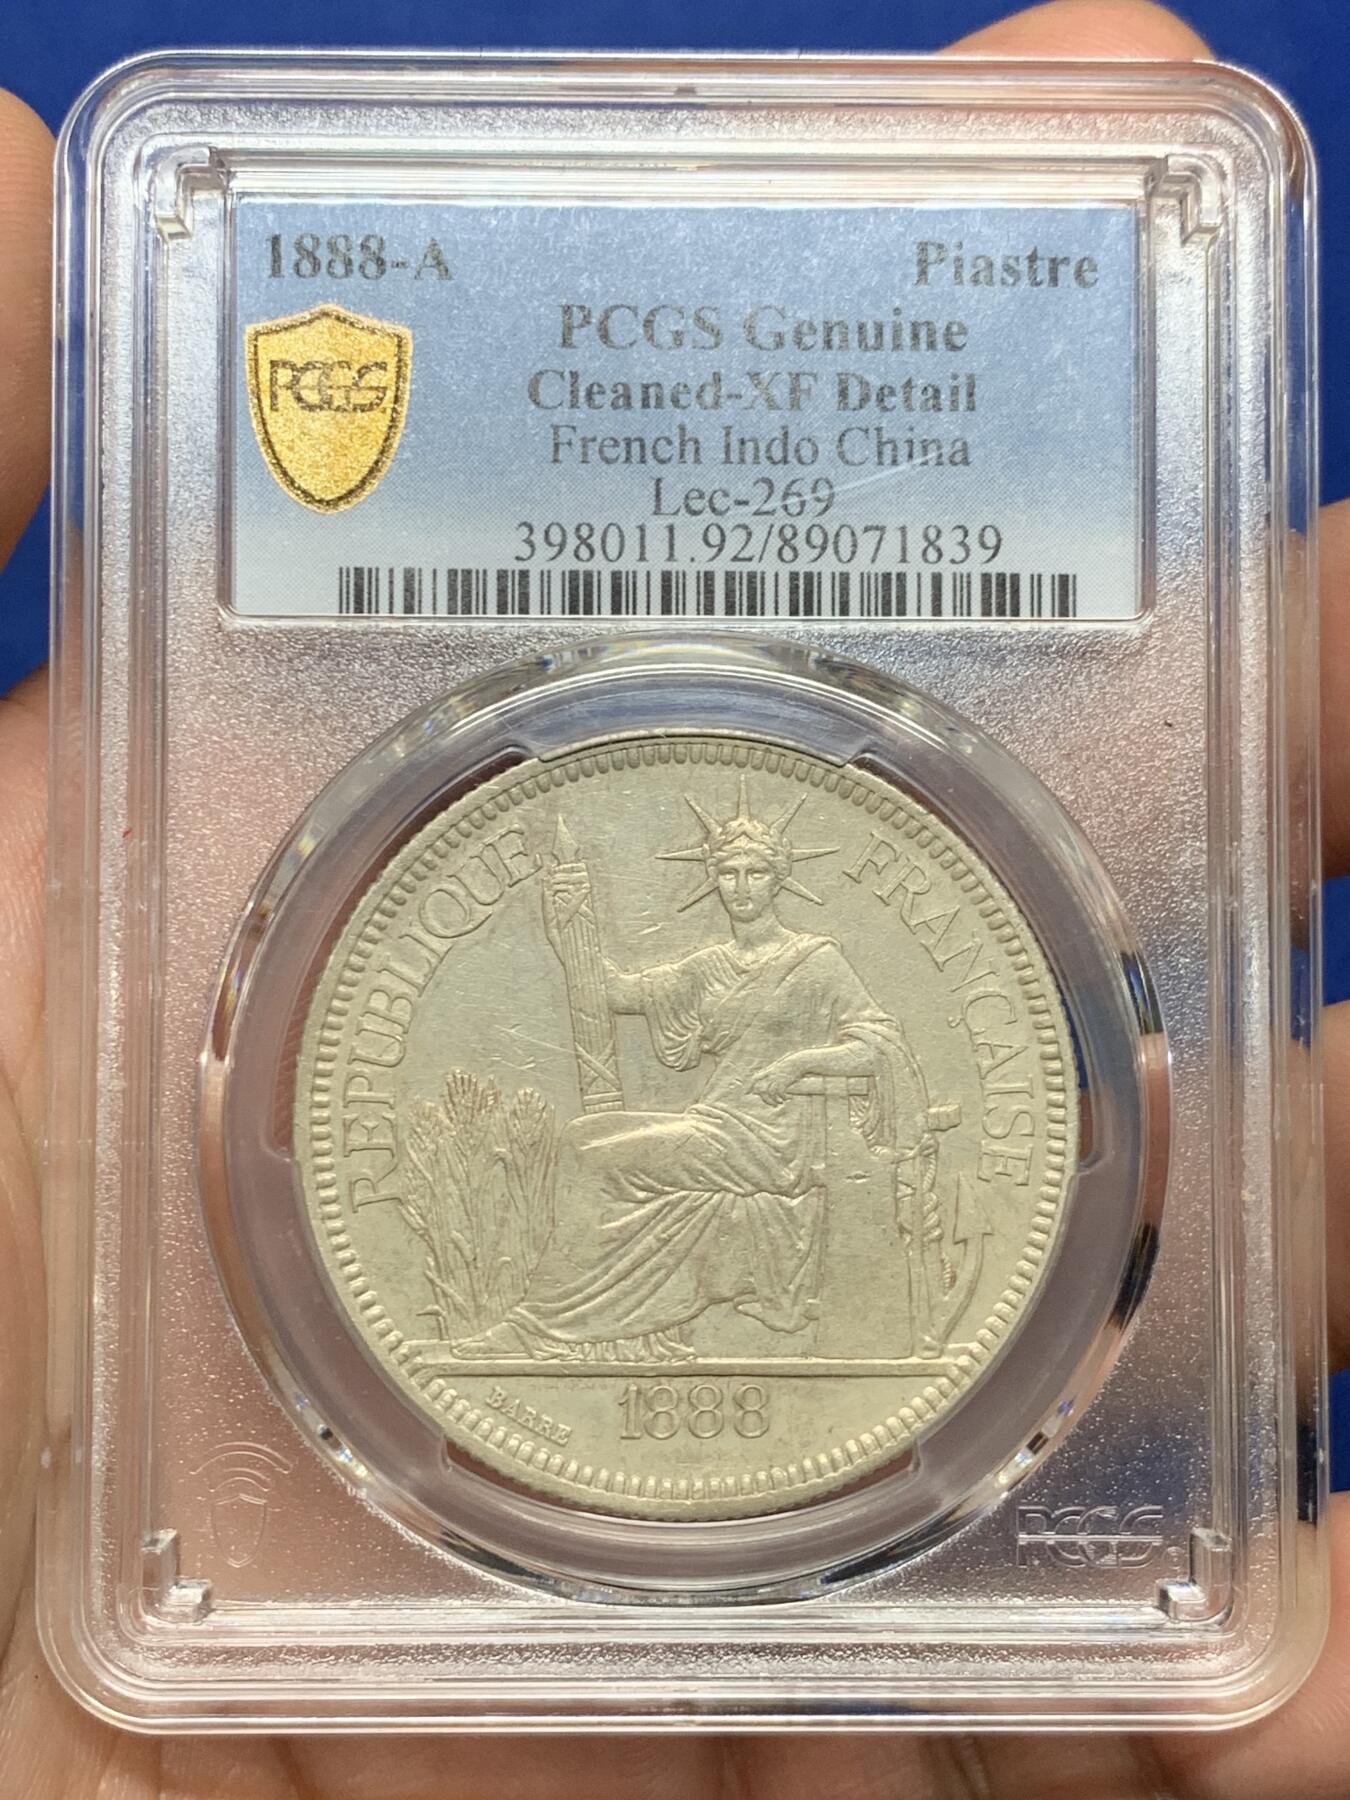 1888-A Piastre
PCGS Genuine
PCGS
Cleaned-XF Detail
French Indo China
Lec-269
398011.92/89071839
REPUBLIQUE FRANÇAISE
BARRE
1888
PCGS